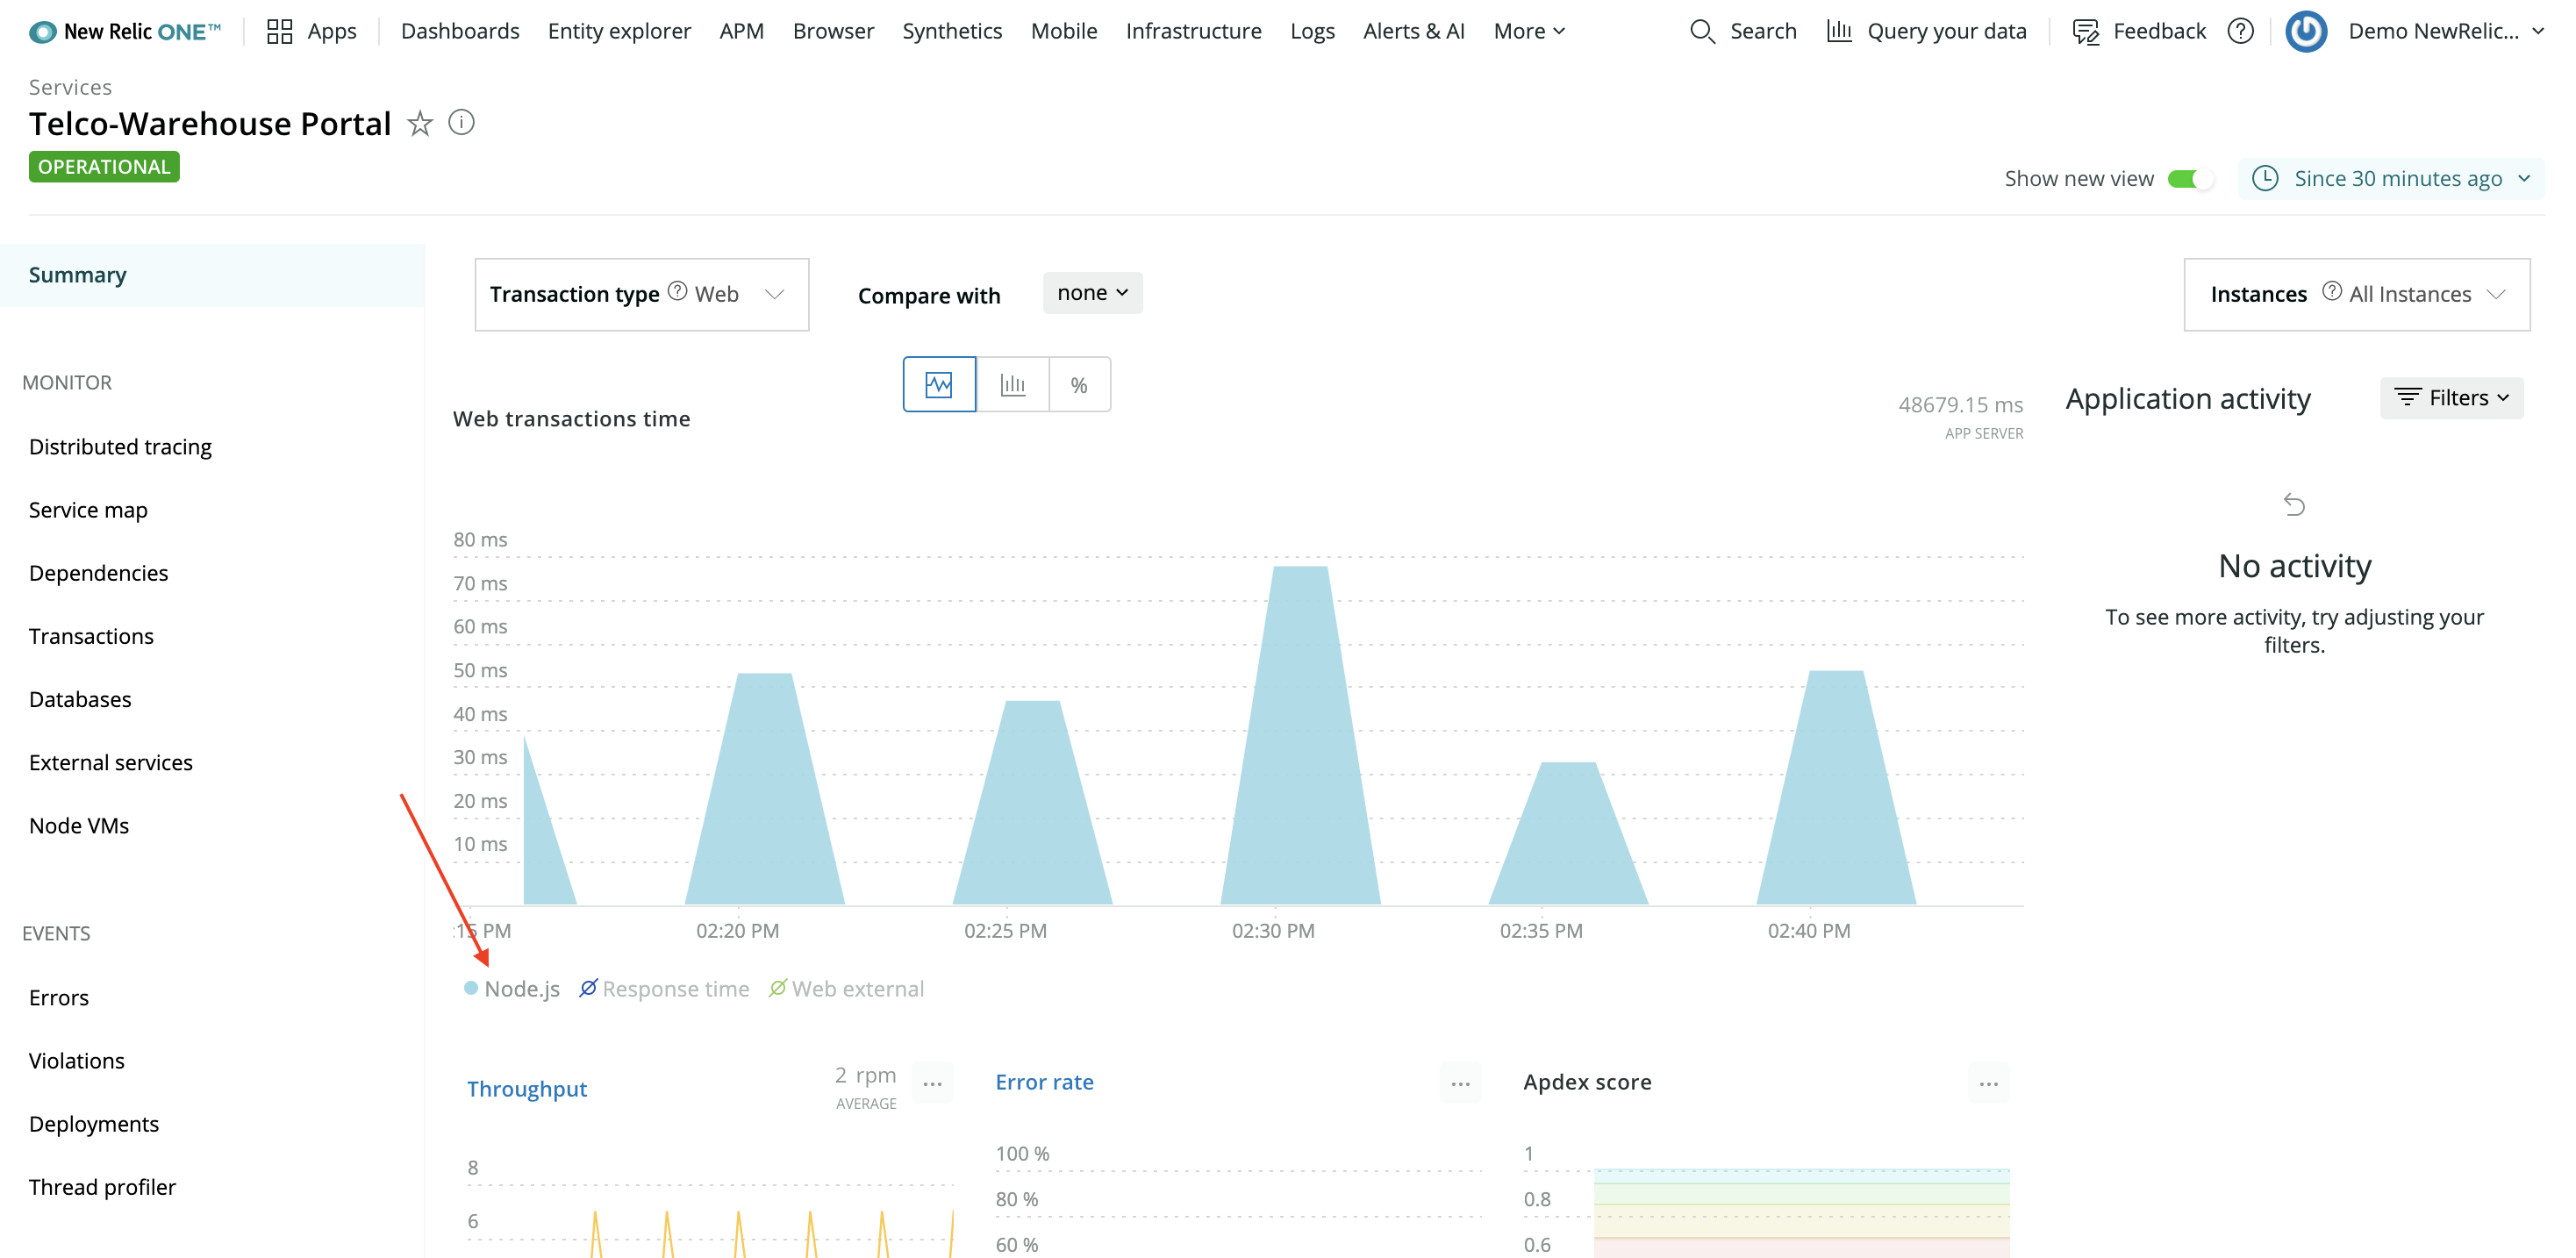 New Relic ONE™ Apps Dashboards Entity explorer APM Browser Synthetics Mobile Infrastructure Logs Alerts & AI More Search Query your data Feedback ? Demo NewRelic...
Services
Telco-Warehouse Portal i
OPERATIONAL
Show new view Since 30 minutes ago
Summary
MONITOR
Distributed tracing
Service map
Dependencies
Transactions
Databases
External services
Node VMs
EVENTS
Errors
Violations
Deployments
Thread profiler
Transaction type ? Web
Compare with none
Instances ? All Instances
%
Web transactions time
48679.15 ms
APP SERVER
80 ms
70 ms
60 ms
50 ms
40 ms
30 ms
20 ms
10 ms
:15 PM 02:20 PM 02:25 PM 02:30 PM 02:35 PM 02:40 PM
Node.js Response time Web external
Application activity Filters
No activity
To see more activity, try adjusting your
filters.
Throughput
2 rpm
AVERAGE
...
8
6
Error rate ...
100 %
80 %
60 %
Apdex score ...
1
0.8
0.6